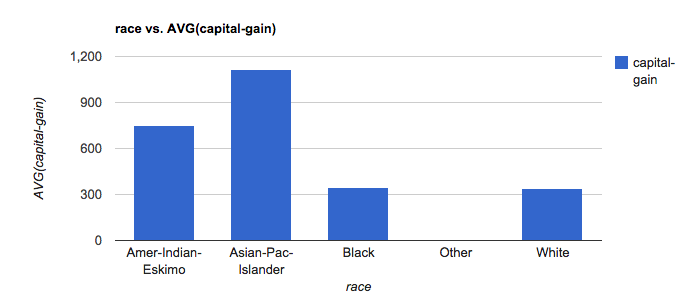 race vs. AVG(capital-gain)
1,200
900
600
300
0
AVG(capital-gain)
capital-
gain
Amer-Indian-
Eskimo
Asian-Pac-
Islander
Black
Other
White
race